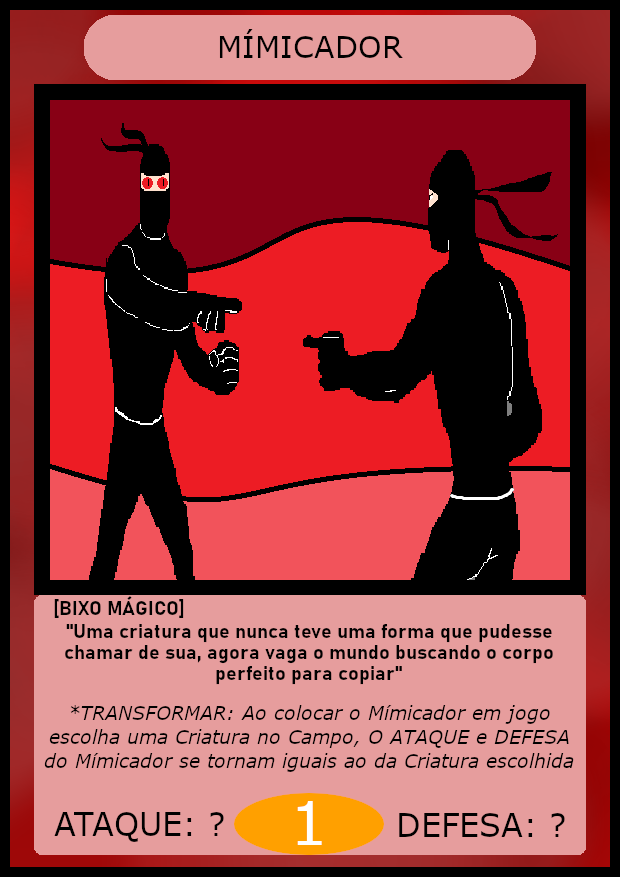 MÍMICADOR
[BIXO MÁGICO]
"Uma criatura que nunca teve uma forma que pudesse
chamar de sua, agora vaga o mundo buscando o corpo
perfeito para copiar"
*TRANSFORMAR: Ao colocar o Mímicador em jogo
escolha uma Criatura no Campo, O ATAQUE e DEFESA
do Mímicador se tornam iguais ao da Criatura escolhida
ATAQUE: ? 1 DEFESA: ?